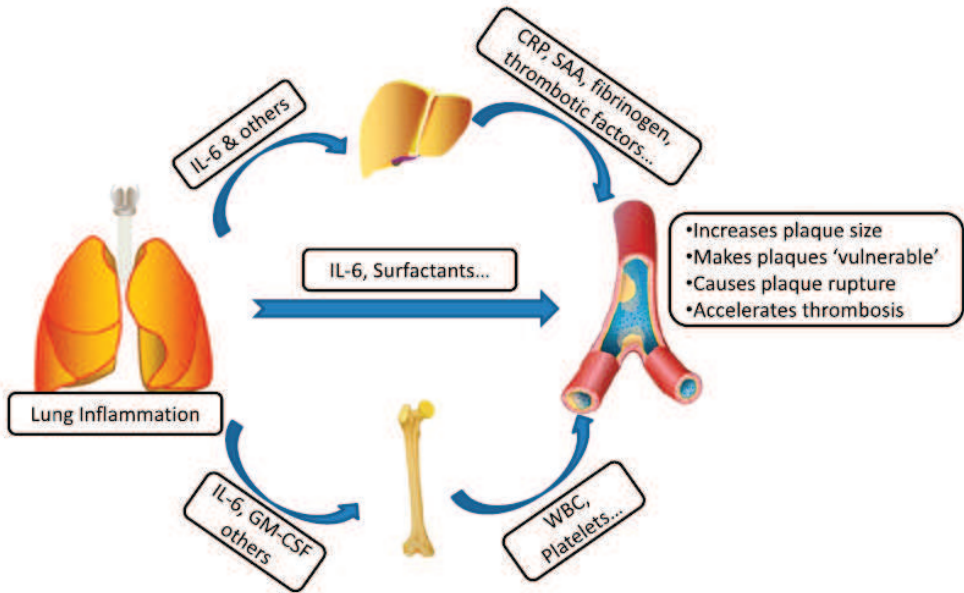 CRP, SAA, fibrinogen,
thrombotic factors...
IL-6 & others
•Increases plaque size
•Makes plaques ‘vulnerable’
•Causes plaque rupture
•Accelerates thrombosis
IL-6, Surfactants...
Lung Inflammation
IL-6, GM-CSF
others
WBC,
Platelets...